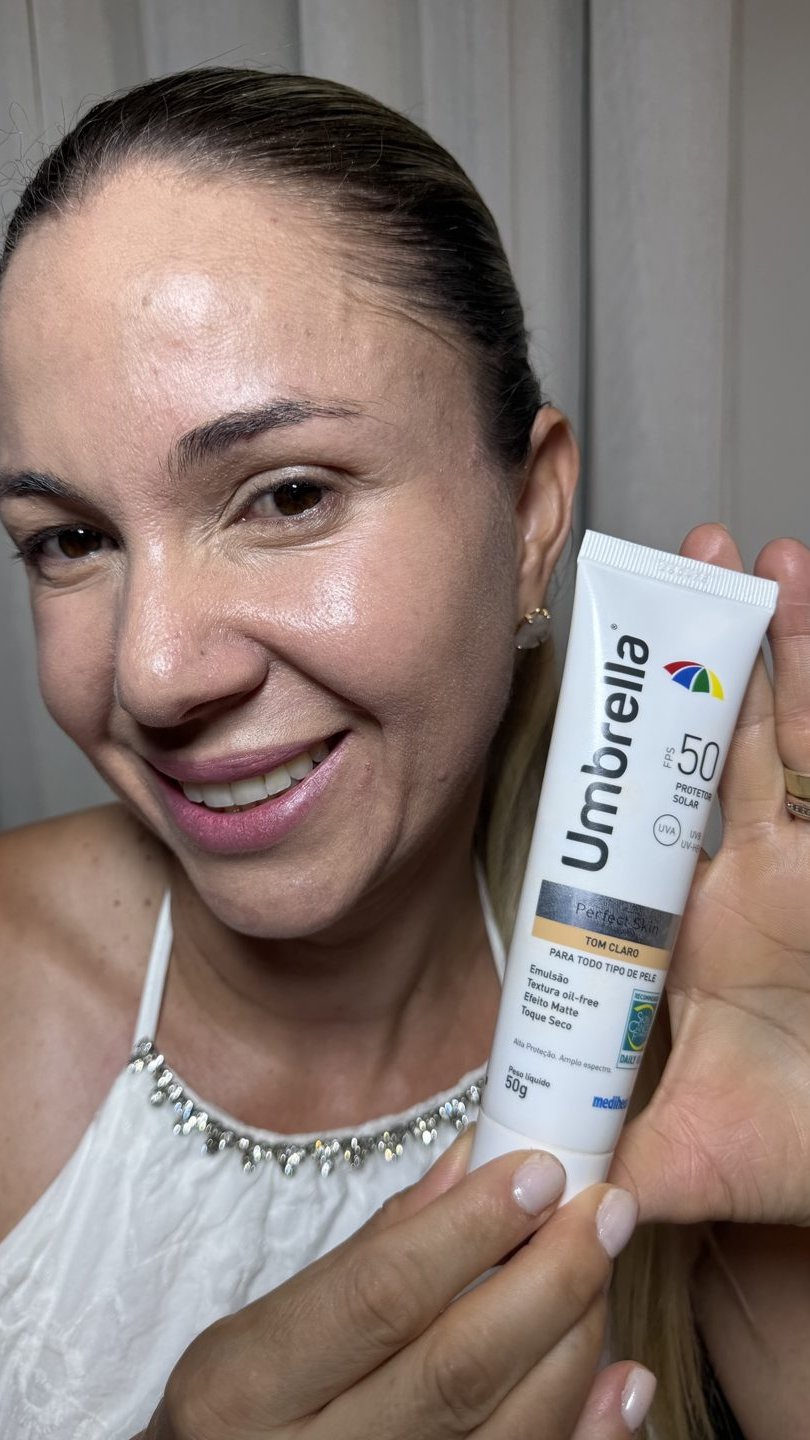 Umbrella®
FPS 50
PROTETOR
SOLAR
UVA
UVB
Perfect Skin
TOM CLARO
PARA TODO TIPO DE PELE
Emulsão
Textura oil-free
Efeito Matte
Toque Seco
Alta Proteção. Amplo espectro.
Peso líquido
50g